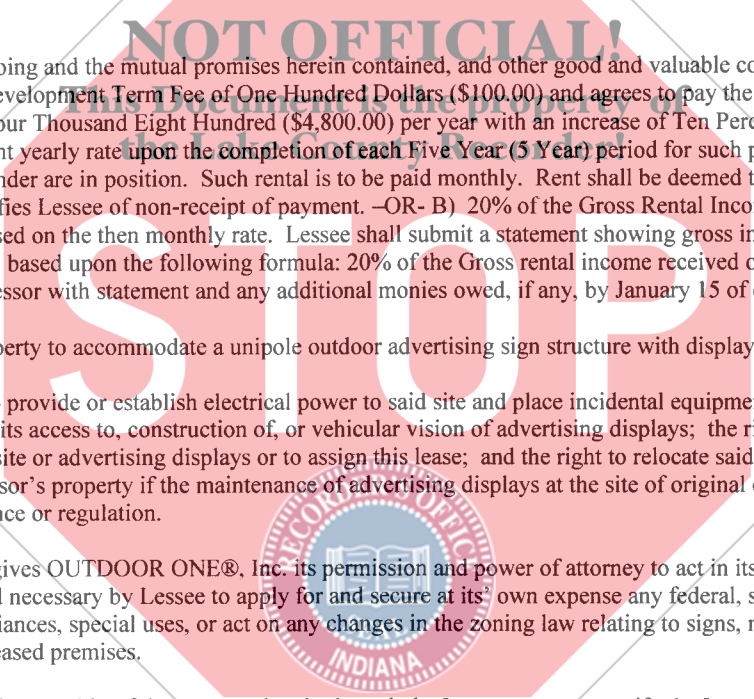 NOT OFFICIAL!
This Document is the property of
the Lake County Recorder!
STOP
oing and the mutual promises herein contained, and other good and valuable co
evelopment Term Fee of One Hundred Dollars ($100.00) and agrees to pay the
our Thousand Eight Hundred ($4,800.00) per year with an increase of Ten Perc
nt yearly rate upon the completion of each Five Year (5 Year) period for such p
nder are in position. Such rental is to be paid monthly. Rent shall be deemed t
fies Lessee of non-receipt of payment. –OR- B) 20% of the Gross Rental Inco
sed on the then monthly rate. Lessee shall submit a statement showing gross in
based upon the following formula: 20% of the Gross rental income received o
essor with statement and any additional monies owed, if any, by January 15 of
perty to accommodate a unipole outdoor advertising sign structure with display
provide or establish electrical power to said site and place incidental equipme
its access to, construction of, or vehicular vision of advertising displays; the ri
site or advertising displays or to assign this lease; and the right to relocate said
sor's property if the maintenance of advertising displays at the site of original
nce or regulation.
gives OUTDOOR ONE®, Inc. its permission and power of attorney to act in its
l necessary by Lessee to apply for and secure at its' own expense any federal, s
iances, special uses, or act on any changes in the zoning law relating to signs, n
eased premises.
RECORDER'S OFFICE
INDIANA